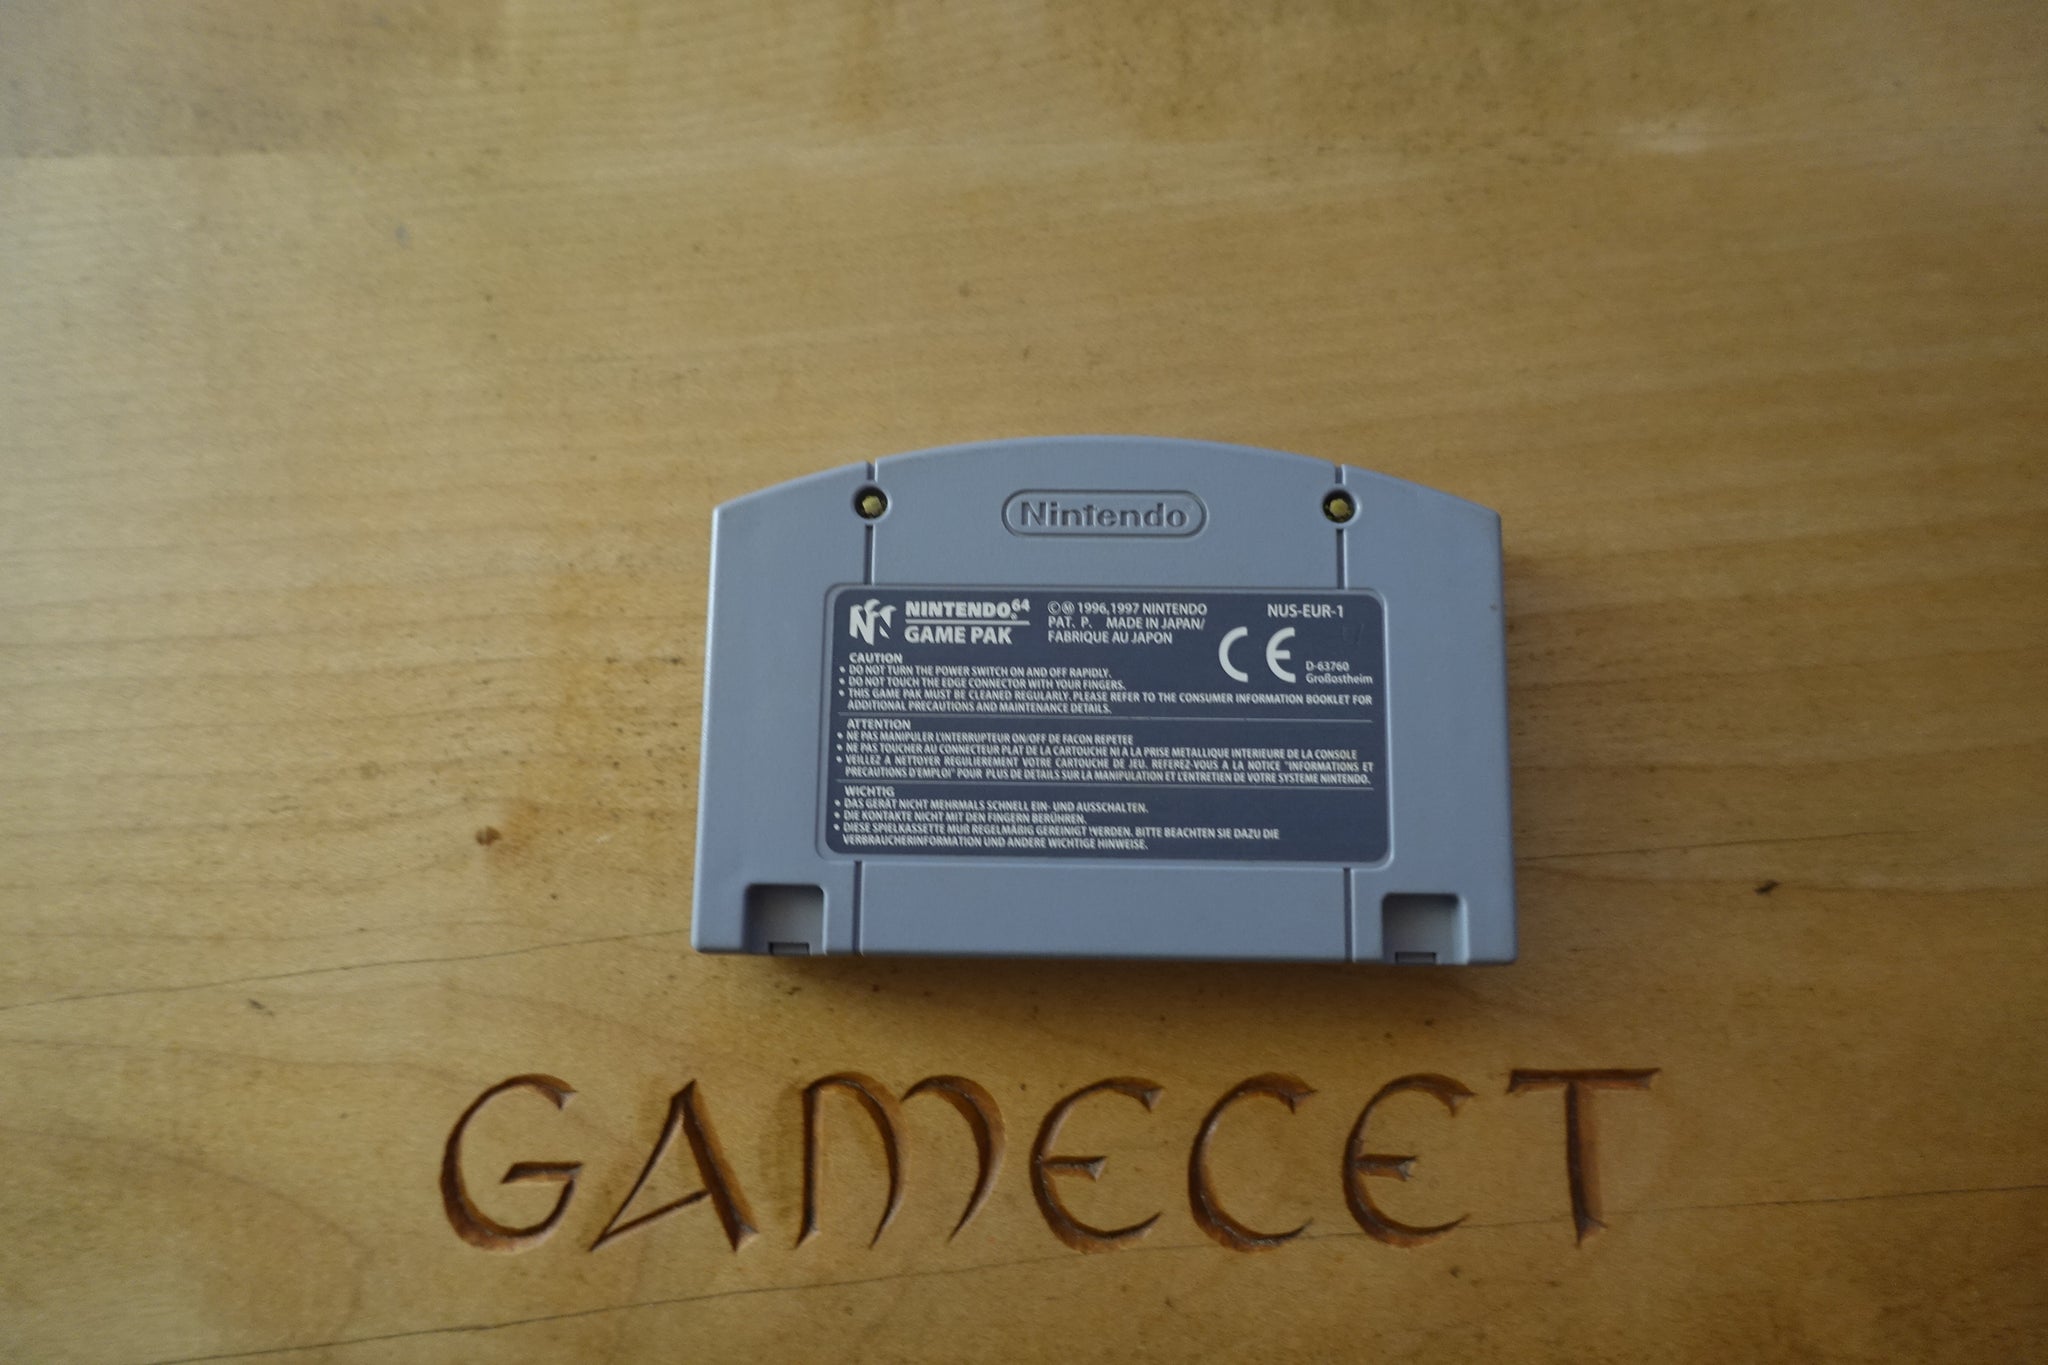 Nintendo
NINTENDO64
GAME PAK
©Ⓜ 1996,1997 NINTENDO
PAT. P. MADE IN JAPAN/
FABRIQUE AU JAPON
NUS-EUR-1
CE
D-63760
Großostheim
CAUTION
• DO NOT TURN THE POWER SWITCH ON AND OFF RAPIDLY.
• DO NOT TOUCH THE EDGE CONNECTOR WITH YOUR FINGERS.
• THIS GAME PAK MUST BE CLEANED REGULARLY. PLEASE REFER TO THE CONSUMER INFORMATION BOOKLET FOR
ADDITIONAL PRECAUTIONS AND MAINTENANCE DETAILS.
ATTENTION
• NE PAS MANIPULER L'INTERRUPTEUR ON/OFF DE FACON REPETEE
• NE PAS TOUCHER AU CONNECTEUR PLAT DE LA CARTOUCHE NI A LA PRISE METALLIQUE INTERIEURE DE LA CONSOLE
• VEILLEZ A NETTOYER REGULIEREMENT VOTRE CARTOUCHE DE JEU. REFEREZ-VOUS A LA NOTICE "INFORMATIONS ET
PRECAUTIONS D'EMPLOI" POUR PLUS DE DETAILS SUR LA MANIPULATION ET L'ENTRETIEN DE VOTRE SYSTEME NINTENDO.
WICHTIG
• DAS GERÄT NICHT MEHRMALS SCHNELL EIN- UND AUSSCHALTEN.
• DIE KONTAKTE NICHT MIT DEN FINGERN BERÜHREN.
• DIESE SPIELKASSETTE MUß REGELMÄßIG GEREINIGT WERDEN. BITTE BEACHTEN SIE DAZU DIE
VERBRAUCHERINFORMATION UND ANDERE WICHTIGE HINWEISE.
GAMECET